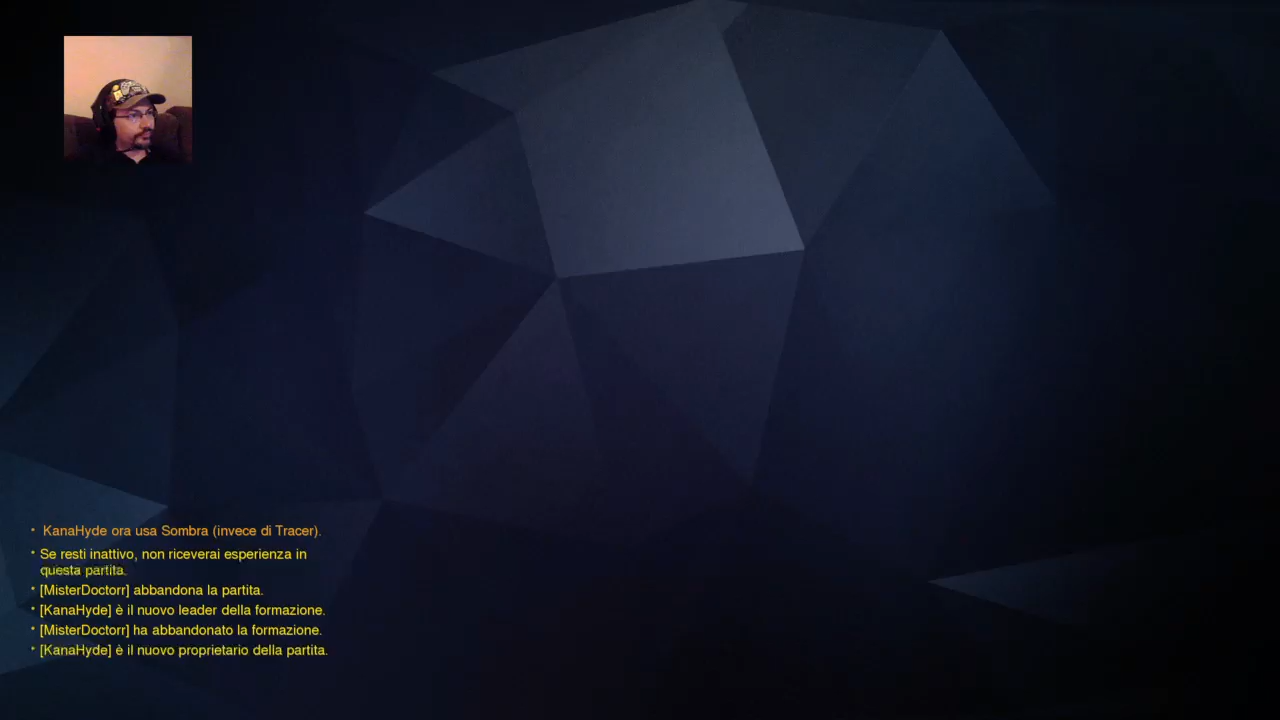 • KanaHyde ora usa Sombra (invece di Tracer).
• Se resti inattivo, non riceverai esperienza in
questa partita.
• [MisterDoctorr] abbandona la partita.
• [KanaHyde] è il nuovo leader della formazione.
• [MisterDoctorr] ha abbandonato la formazione.
• [KanaHyde] è il nuovo proprietario della partita.